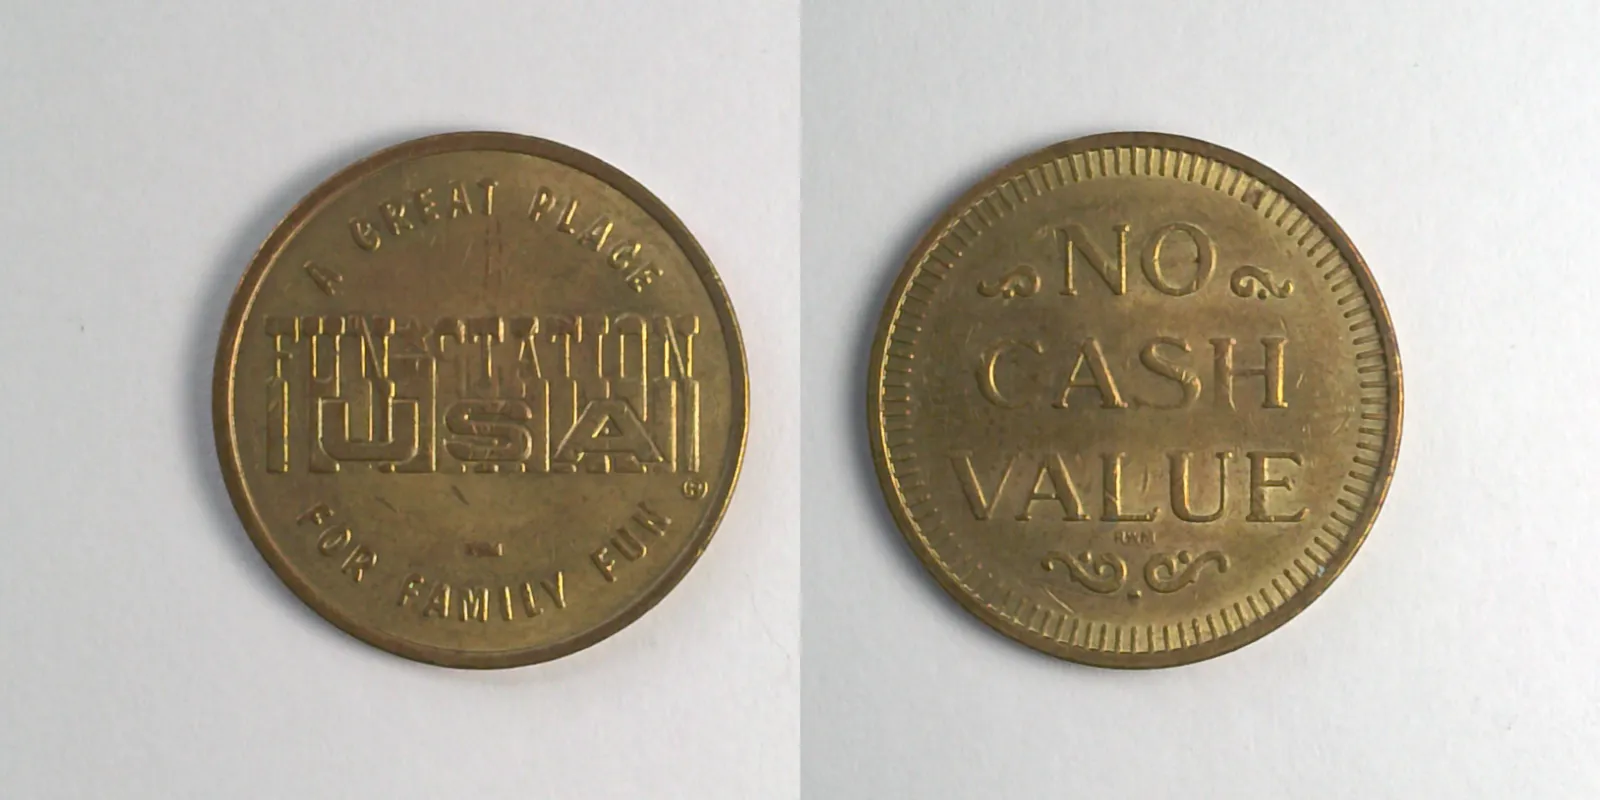 A GREAT PLACE
FUN STATION
USA
®
FOR FAMILY FUN
NO
CASH
VALUE